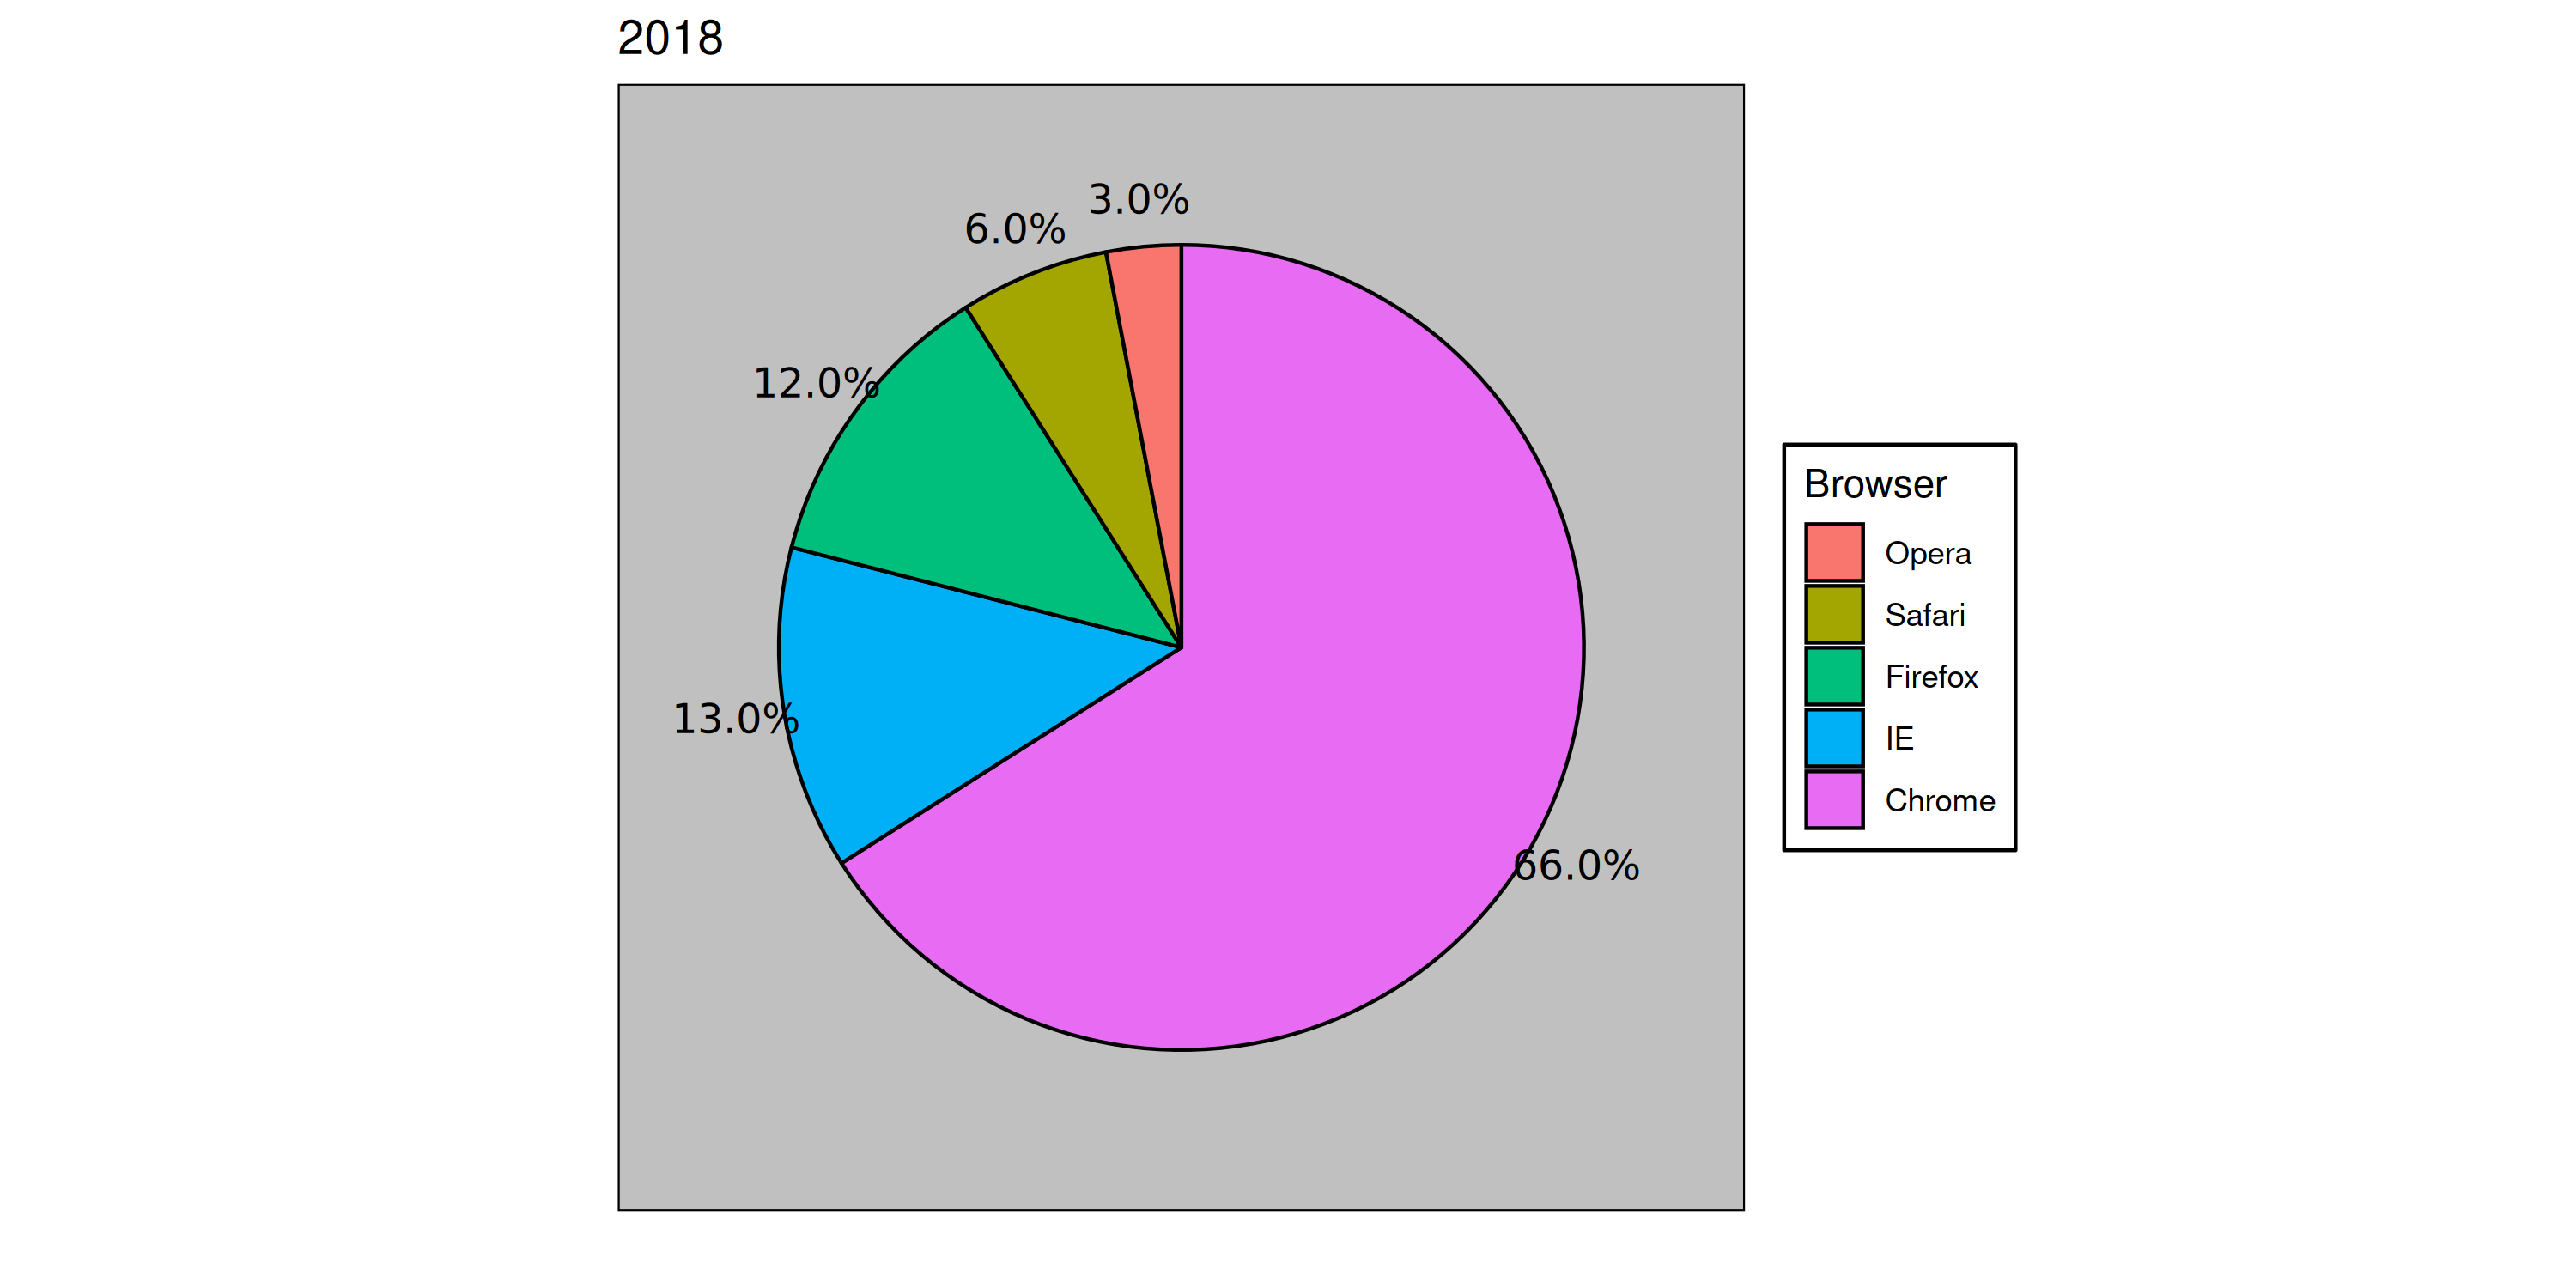 2018
3.0%
6.0%
12.0%
13.0%
66.0%
Browser
Opera
Safari
Firefox
IE
Chrome